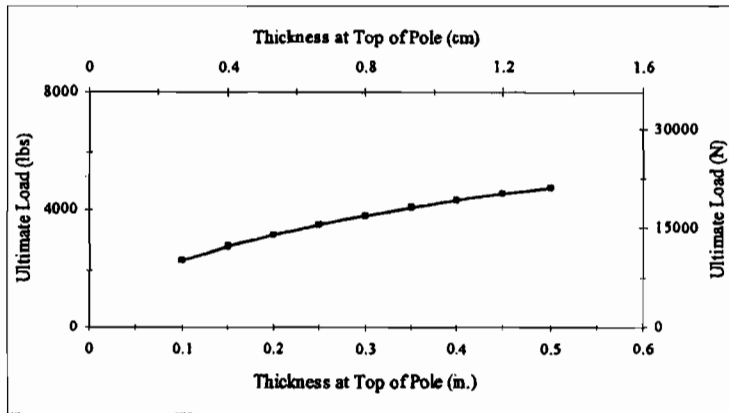 Thickness at Top of Pole (cm)
0 0.4 0.8 1.2 1.6
8000
4000
0
Ultimate Load (lbs)
30000
15000
0
Ultimate Load (N)
0 0.1 0.2 0.3 0.4 0.5 0.6
Thickness at Top of Pole (in.)